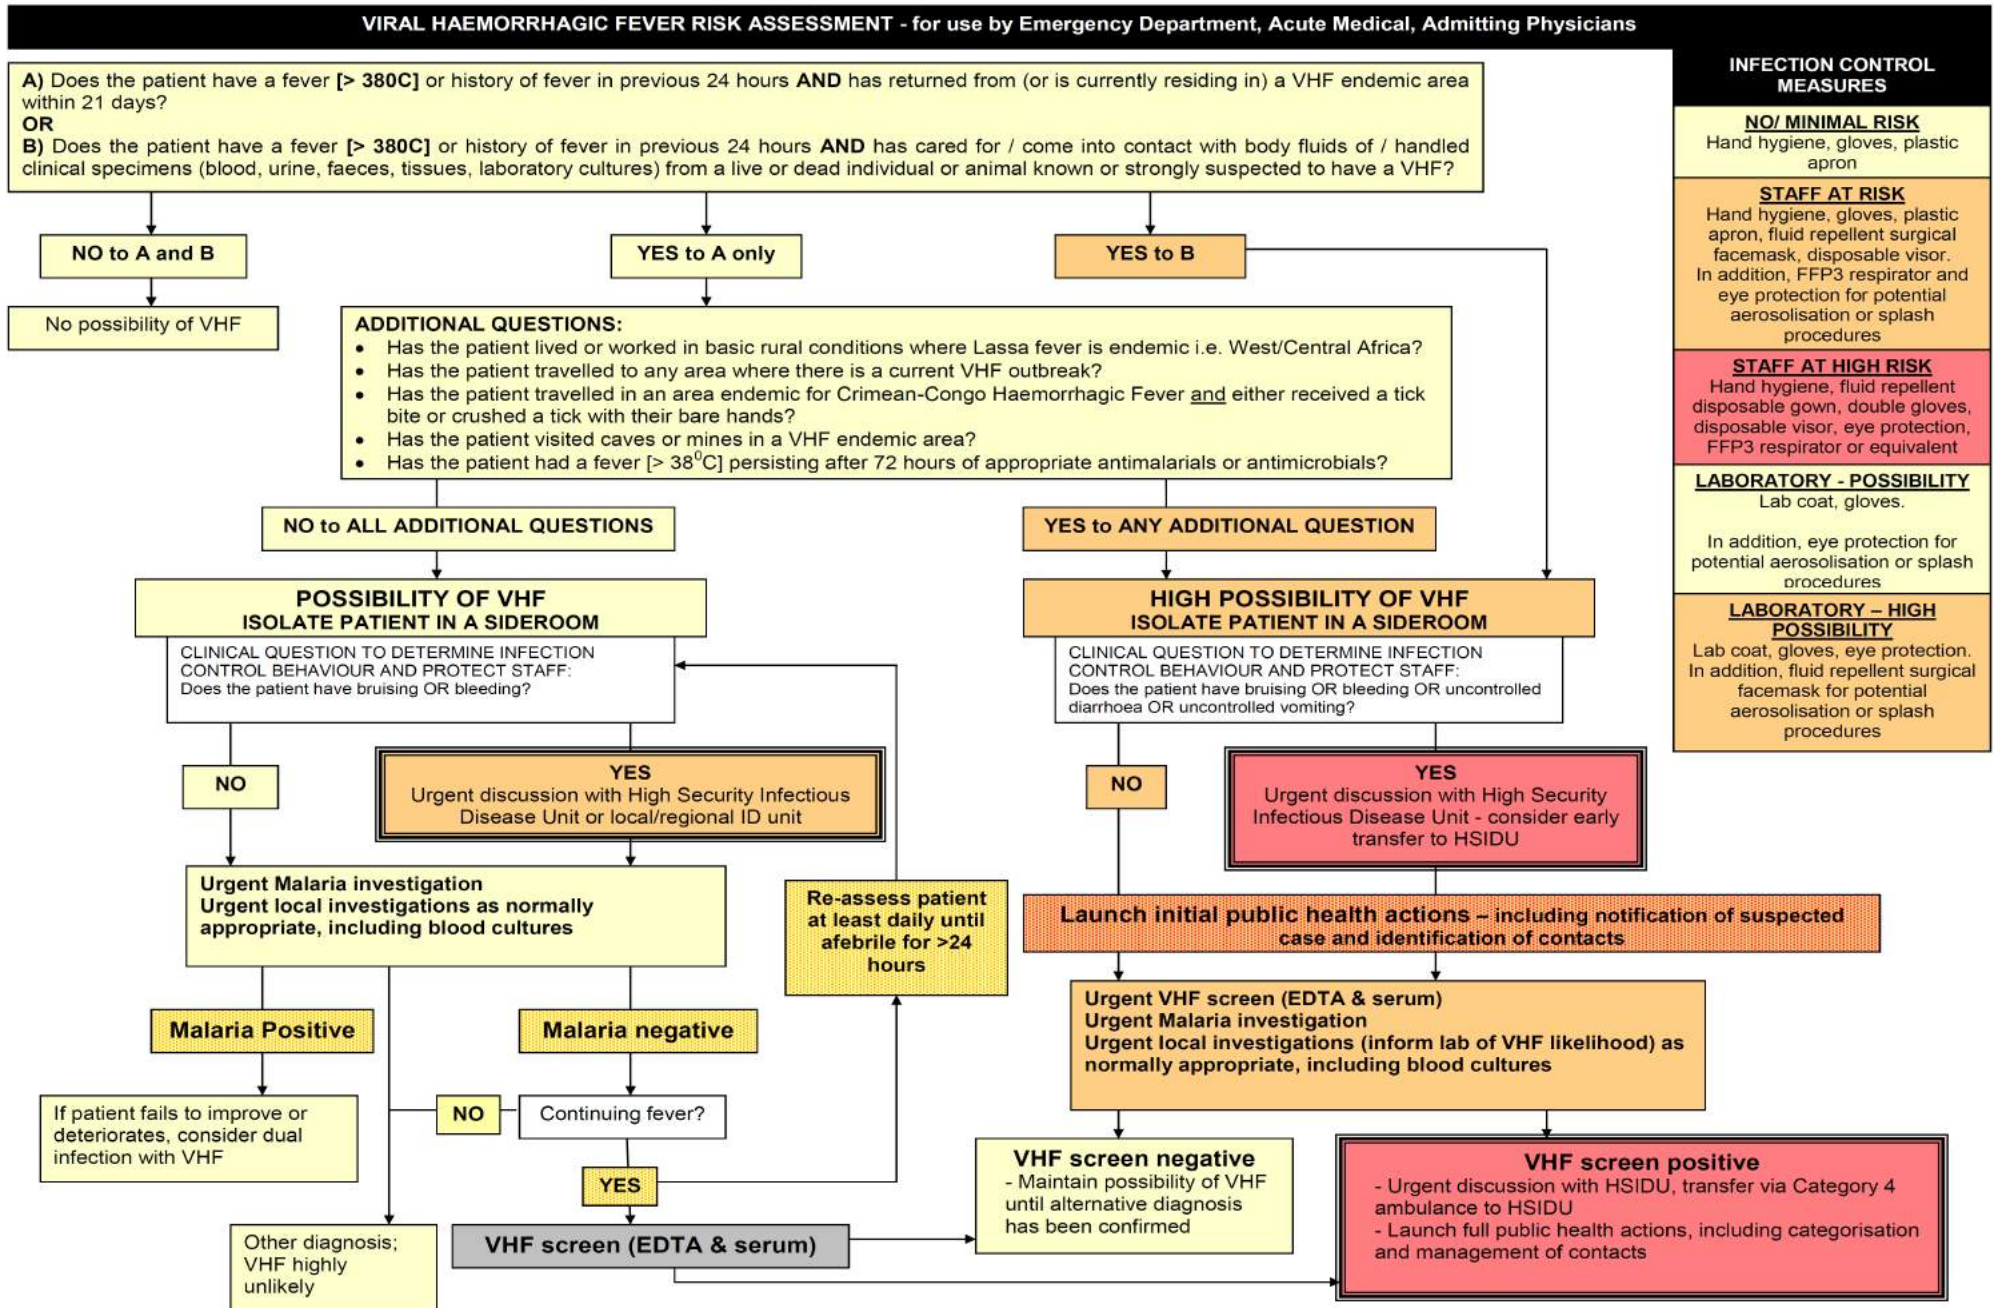 VIRAL HAEMORRHAGIC FEVER RISK ASSESSMENT - for use by Emergency Department, Acute Medical, Admitting Physicians
A) Does the patient have a fever [> 380C] or history of fever in previous 24 hours AND has returned from (or is currently residing in) a VHF endemic area
within 21 days?
OR
B) Does the patient have a fever [> 380C] or history of fever in previous 24 hours AND has cared for / come into contact with body fluids of / handled
clinical specimens (blood, urine, faeces, tissues, laboratory cultures) from a live or dead individual or animal known or strongly suspected to have a VHF?
NO to A and B
YES to A only
YES to B
No possibility of VHF
ADDITIONAL QUESTIONS:
• Has the patient lived or worked in basic rural conditions where Lassa fever is endemic i.e. West/Central Africa?
• Has the patient travelled to any area where there is a current VHF outbreak?
• Has the patient travelled in an area endemic for Crimean-Congo Haemorrhagic Fever and either received a tick
bite or crushed a tick with their bare hands?
• Has the patient visited caves or mines in a VHF endemic area?
• Has the patient had a fever [> 38⁰C] persisting after 72 hours of appropriate antimalarials or antimicrobials?
NO to ALL ADDITIONAL QUESTIONS
YES to ANY ADDITIONAL QUESTION
POSSIBILITY OF VHF
ISOLATE PATIENT IN A SIDEROOM
CLINICAL QUESTION TO DETERMINE INFECTION
CONTROL BEHAVIOUR AND PROTECT STAFF:
Does the patient have bruising OR bleeding?
NO
YES
Urgent discussion with High Security Infectious
Disease Unit or local/regional ID unit
Urgent Malaria investigation
Urgent local investigations as normally
appropriate, including blood cultures
Re-assess patient
at least daily until
afebrile for >24
hours
Malaria Positive
Malaria negative
If patient fails to improve or
deteriorates, consider dual
infection with VHF
NO
Continuing fever?
YES
Other diagnosis;
VHF highly
unlikely
VHF screen (EDTA & serum)
HIGH POSSIBILITY OF VHF
ISOLATE PATIENT IN A SIDEROOM
CLINICAL QUESTION TO DETERMINE INFECTION
CONTROL BEHAVIOUR AND PROTECT STAFF:
Does the patient have bruising OR bleeding OR uncontrolled
diarrhoea OR uncontrolled vomiting?
NO
YES
Urgent discussion with High Security
Infectious Disease Unit - consider early
transfer to HSIDU
Launch initial public health actions – including notification of suspected
case and identification of contacts
Urgent VHF screen (EDTA & serum)
Urgent Malaria investigation
Urgent local investigations (inform lab of VHF likelihood) as
normally appropriate, including blood cultures
VHF screen negative
- Maintain possibility of VHF
until alternative diagnosis
has been confirmed
VHF screen positive
- Urgent discussion with HSIDU, transfer via Category 4
ambulance to HSIDU
- Launch full public health actions, including categorisation
and management of contacts
INFECTION CONTROL
MEASURES
NO/ MINIMAL RISK
Hand hygiene, gloves, plastic
apron
STAFF AT RISK
Hand hygiene, gloves, plastic
apron, fluid repellent surgical
facemask, disposable visor.
In addition, FFP3 respirator and
eye protection for potential
aerosolisation or splash
procedures
STAFF AT HIGH RISK
Hand hygiene, fluid repellent
disposable gown, double gloves,
disposable visor, eye protection,
FFP3 respirator or equivalent
LABORATORY - POSSIBILITY
Lab coat, gloves.
In addition, eye protection for
potential aerosolisation or splash
procedures
LABORATORY – HIGH
POSSIBILITY
Lab coat, gloves, eye protection.
In addition, fluid repellent surgical
facemask for potential
aerosolisation or splash
procedures